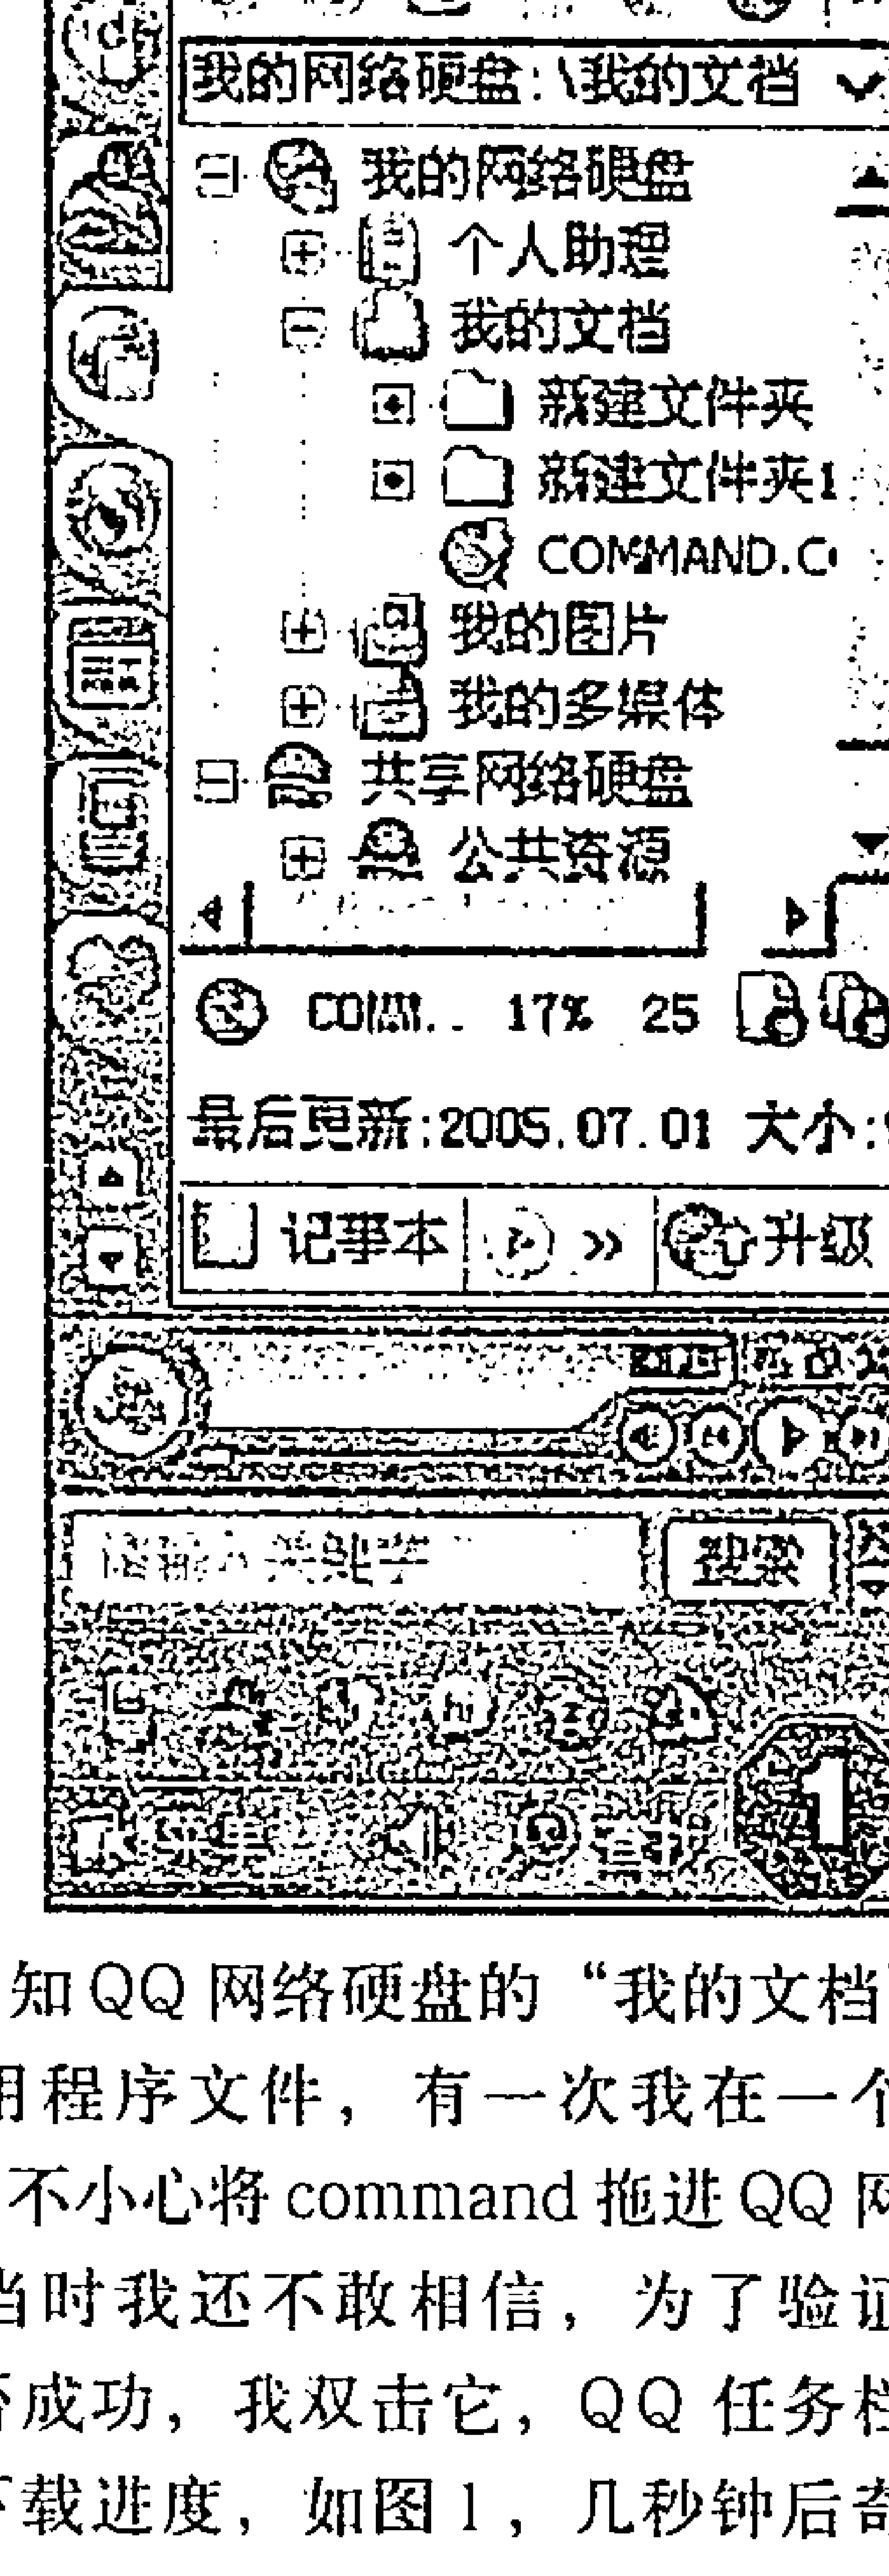 我的网络硬盘:\我的文档
我的网络硬盘
个人助理
我的文档
新建文件夹
新建文件夹1
COMMAND.C
我的图片
我的多媒体
共享网络硬盘
公共资源
COMM.. 17% 25
最后更新:2005.07.01 大小:
记事本 » 升级
搜索
菜单
1
知QQ网络硬盘的“我的文档
用程序文件，有一次我在一个
不小心将command拖进QQ网
当时我还不敢相信，为了验证
否成功，我双击它，QQ任务栏
下载进度，如图1，几秒钟后奇